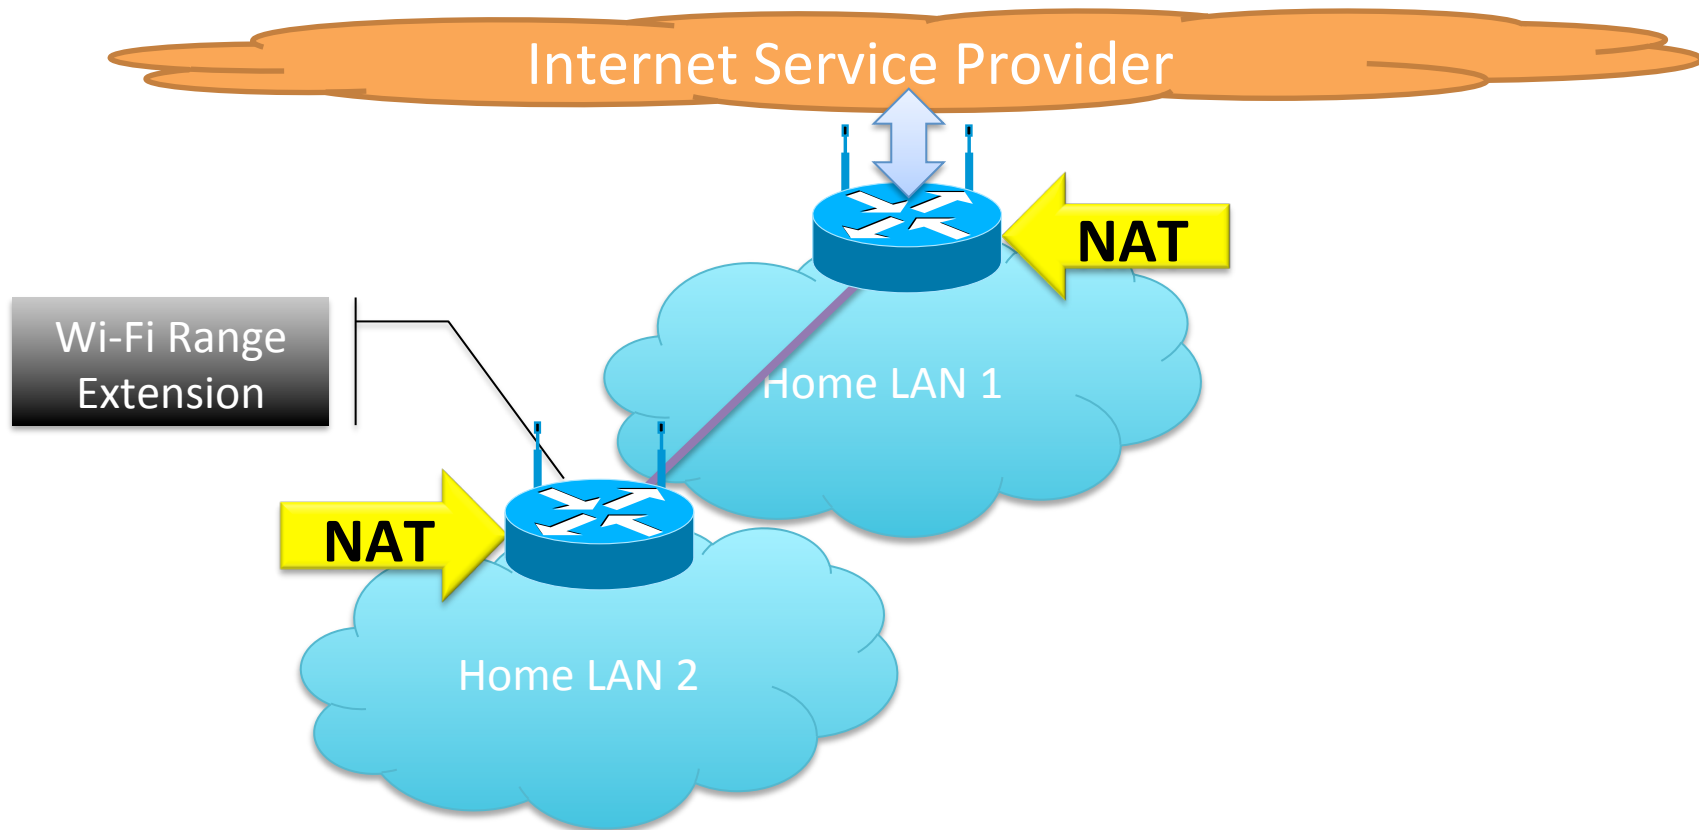 Internet Service Provider
NAT
Wi-Fi Range
Extension
Home LAN 1
NAT
Home LAN 2